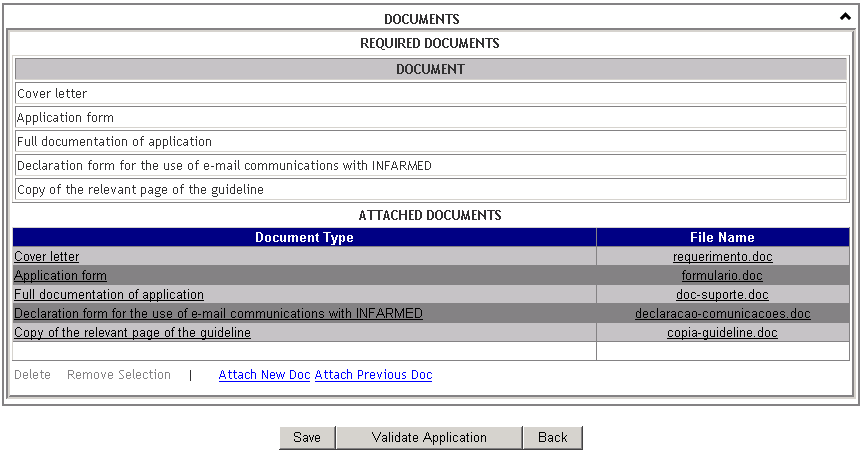 DOCUMENTS
REQUIRED DOCUMENTS
DOCUMENT
Cover letter
Application form
Full documentation of application
Declaration form for the use of e-mail communications with INFARMED
Copy of the relevant page of the guideline
ATTACHED DOCUMENTS
Document Type File Name
Cover letter requerimento.doc
Application form formulario.doc
Full documentation of application doc-suporte.doc
Declaration form for the use of e-mail communications with INFARMED declaracao-comunicacoes.doc
Copy of the relevant page of the guideline copia-guideline.doc
Delete Remove Selection | Attach New Doc Attach Previous Doc
Save Validate Application Back